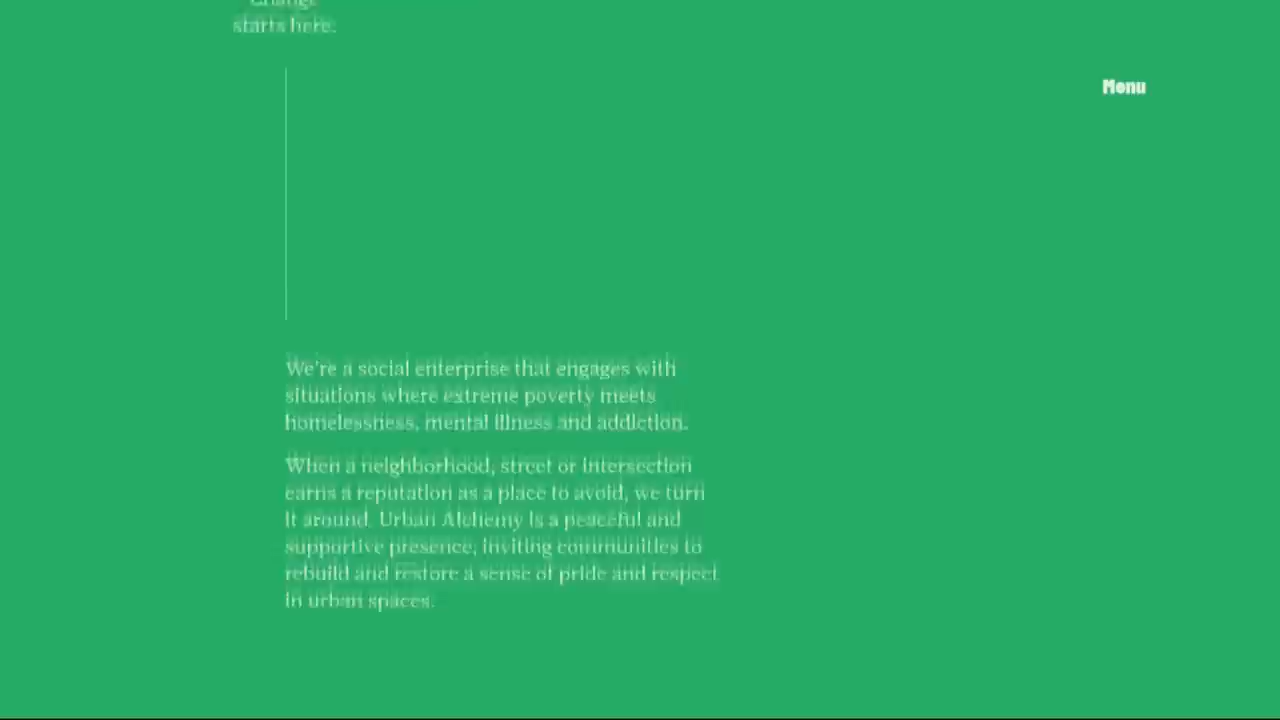 Change
starts here.
Menu
We're a social enterprise that engages with
situations where extreme poverty meets
homelessness, mental illness and addiction.
When a neighborhood, street or intersection
earns a reputation as a place to avoid, we turn
it around. Urban Alchemy is a peaceful and
supportive presence, inviting communities to
rebuild and restore a sense of pride and respect
in urban spaces.